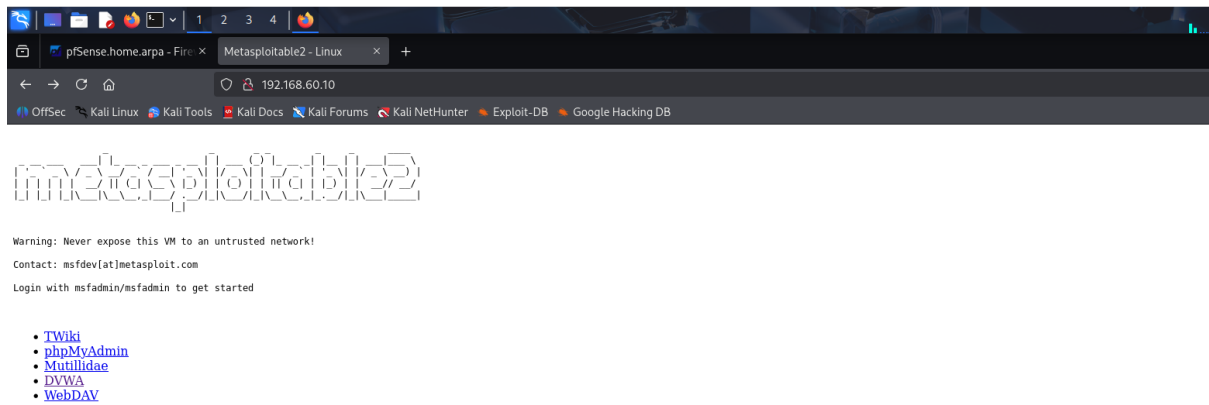 1 2 3 4
pfSense.home.arpa - Fire
Metasploitable2 - Linux
192.168.60.10
OffSec Kali Linux Kali Tools Kali Docs Kali Forums Kali NetHunter Exploit-DB Google Hacking DB
metasploitable2
Warning: Never expose this VM to an untrusted network!
Contact: msfdev[at]metasploit.com
Login with msfadmin/msfadmin to get started
TWiki
phpMyAdmin
Mutillidae
DVWA
WebDAV